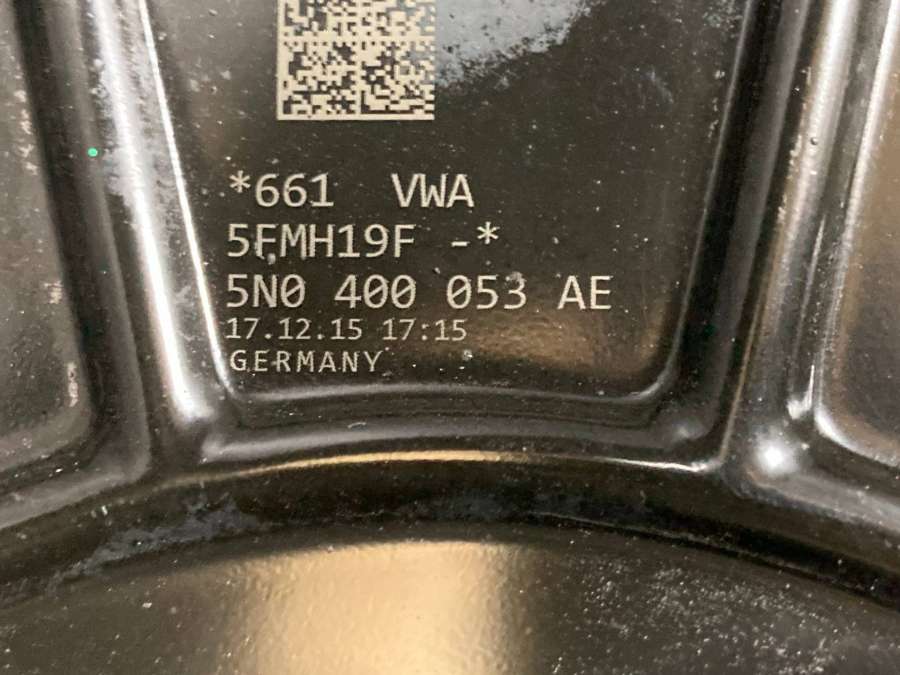 *661 VWA
5FMH19F -*
5N0 400 053 AE
17.12.15 17:15
GERMANY